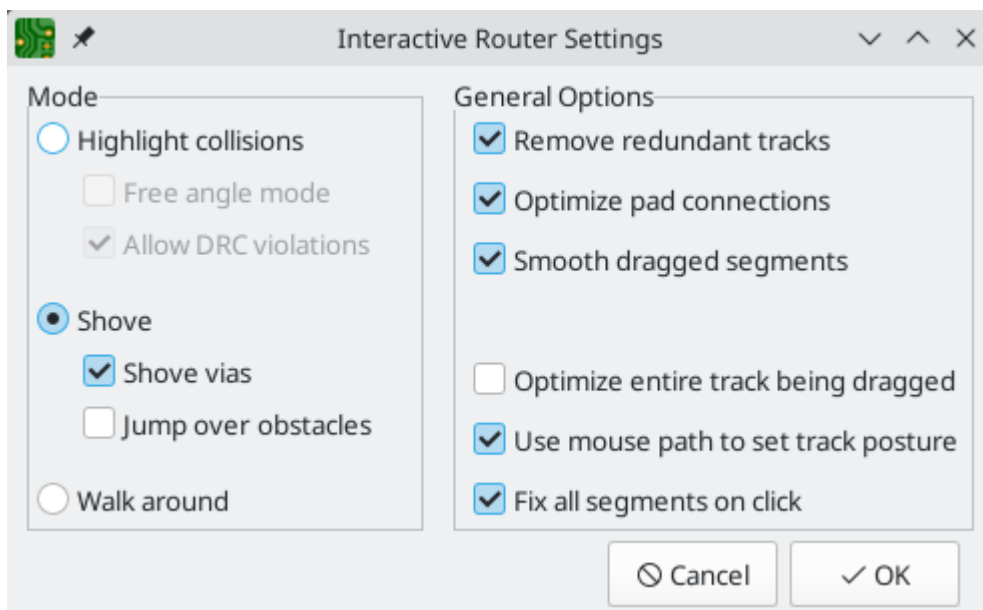 Interactive Router Settings
Mode
Highlight collisions
Free angle mode
Allow DRC violations
Shove
Shove vias
Jump over obstacles
Walk around
General Options
Remove redundant tracks
Optimize pad connections
Smooth dragged segments
Optimize entire track being dragged
Use mouse path to set track posture
Fix all segments on click
Cancel
OK